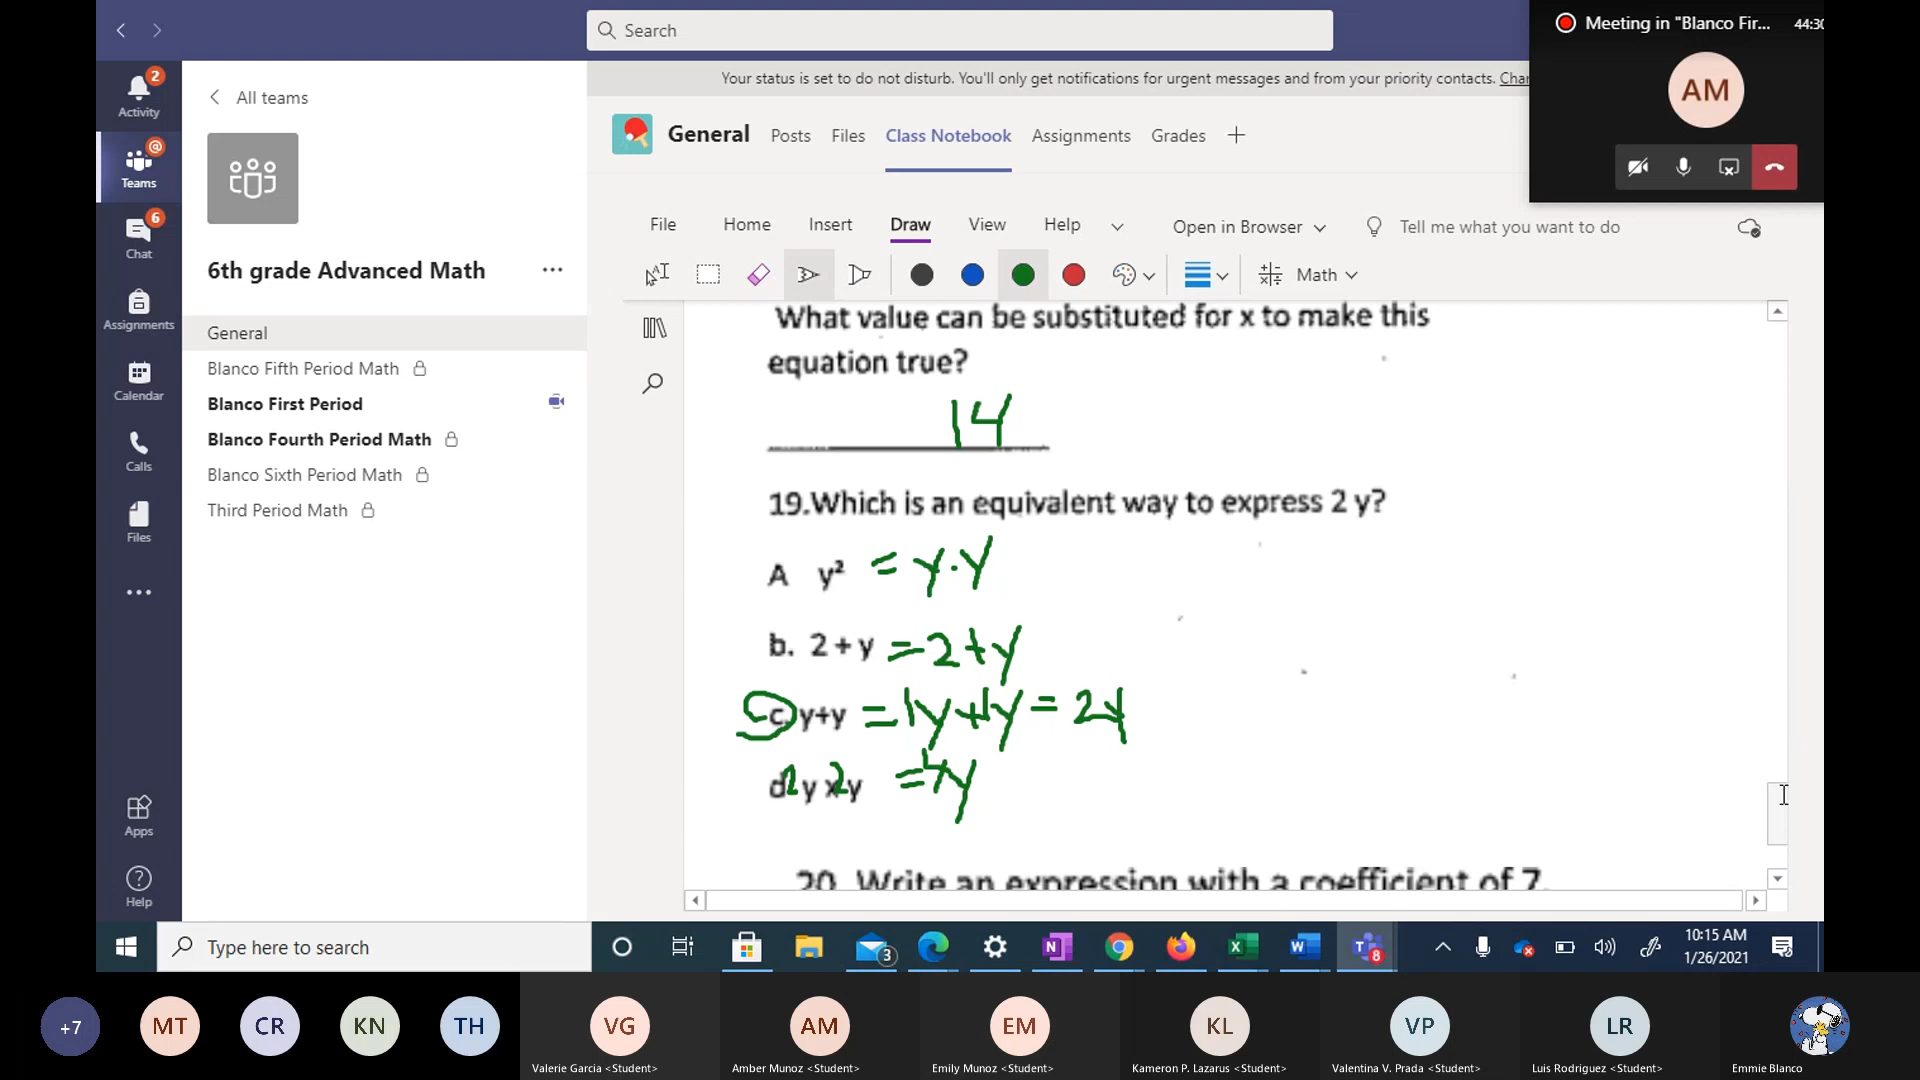 Search
Meeting in "Blanco Fir... 44:30
AM
Your status is set to do not disturb. You'll only get notifications for urgent messages and from your priority contacts.
2
Activity
Teams
6
Chat
Assignments
Calendar
Calls
Files
Apps
Help
All teams
6th grade Advanced Math
General
Blanco Fifth Period Math
Blanco First Period
Blanco Fourth Period Math
Blanco Sixth Period Math
Third Period Math
General Posts Files Class Notebook Assignments Grades
File Home Insert Draw View Help Open in Browser Tell me what you want to do
Math
What value can be substituted for x to make this
equation true?
14
19.Which is an equivalent way to express 2 y?
A y² = y·y
b. 2 + y = 2 + y
c. y+y = 1y + 1y = 2y
d 2y x 2y = 4y
20. Write an expression with a coefficient of 7.
Type here to search
3
8
10:15 AM
1/26/2021
+7 MT CR KN TH VG AM EM KL VP LR
Valerie Garcia <Student> Amber Munoz <Student> Emily Munoz <Student> Kameron P. Lazarus <Student> Valentina V. Prada <Student> Luis Rodriguez <Student> Emmie Blanco